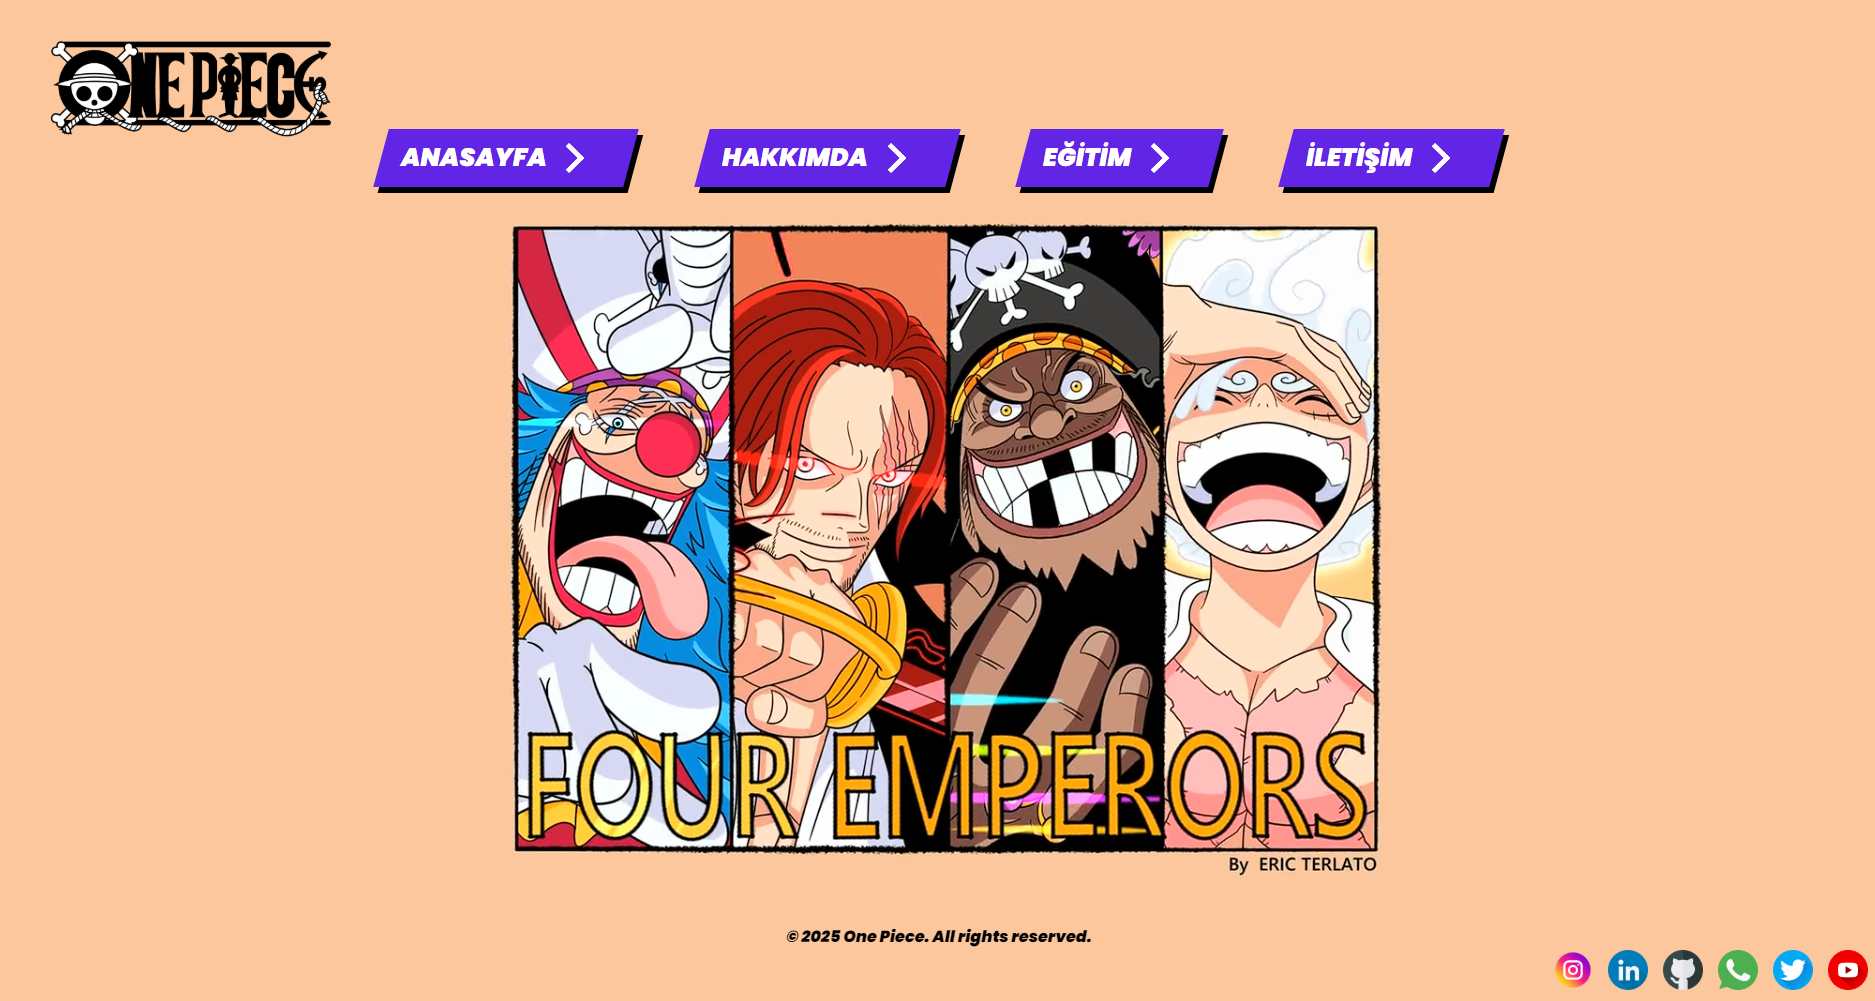 ONE PIECE
ANASAYFA
HAKKIMDA
EĞİTİM
İLETİŞİM
FOUR EMPERORS
By ERIC TERLATO
© 2025 One Piece. All rights reserved.
in